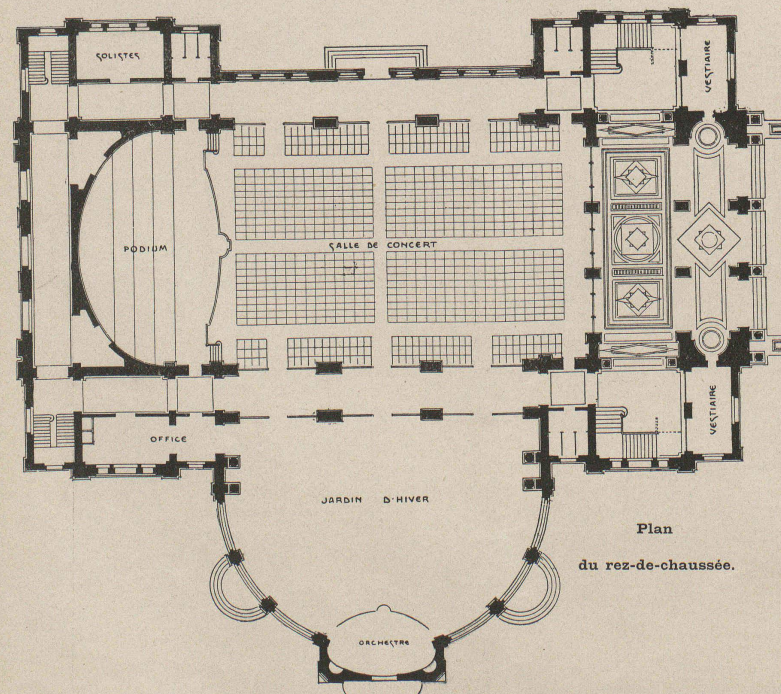 SOLISTES
VESTIAIRE
PODIUM
SALLE DE CONCERT
OFFICE
VESTIAIRE
JARDIN D'HIVER
Plan
du rez-de-chaussée.
ORCHESTRE